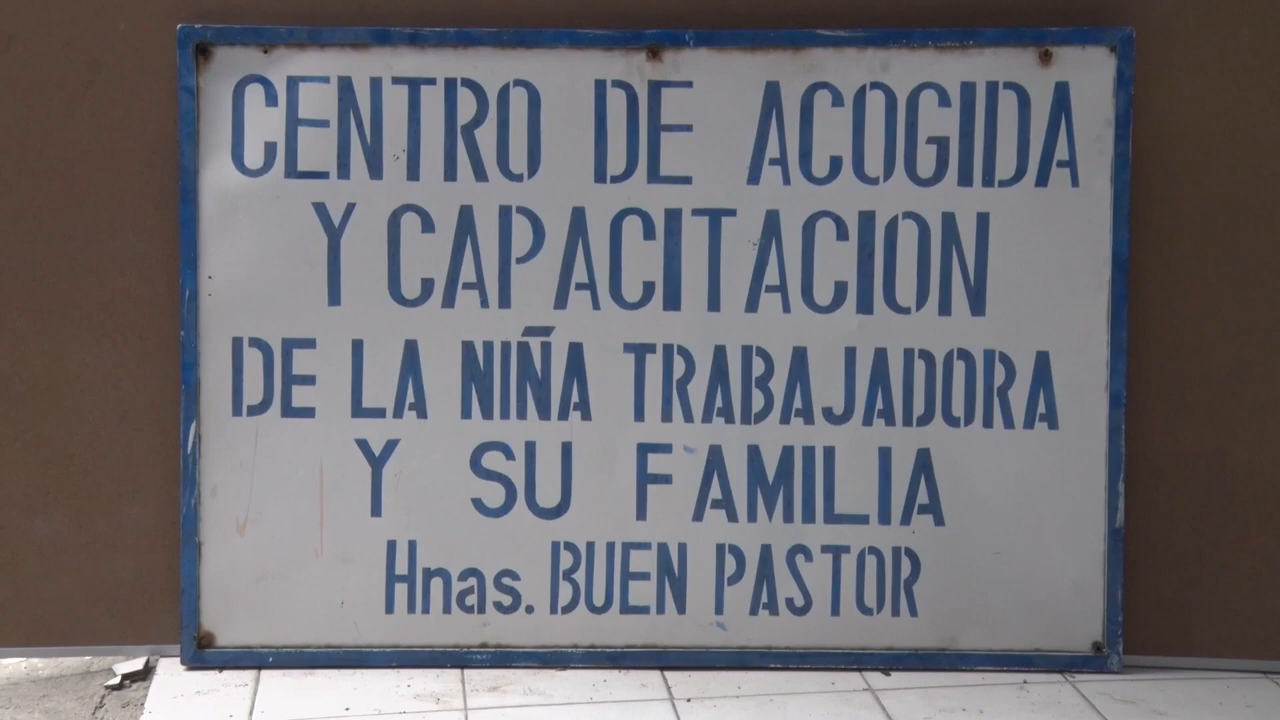 CENTRO DE ACOGIDA
Y CAPACITACION
DE LA NIÑA TRABAJADORA
Y SU FAMILIA
Hnas. BUEN PASTOR